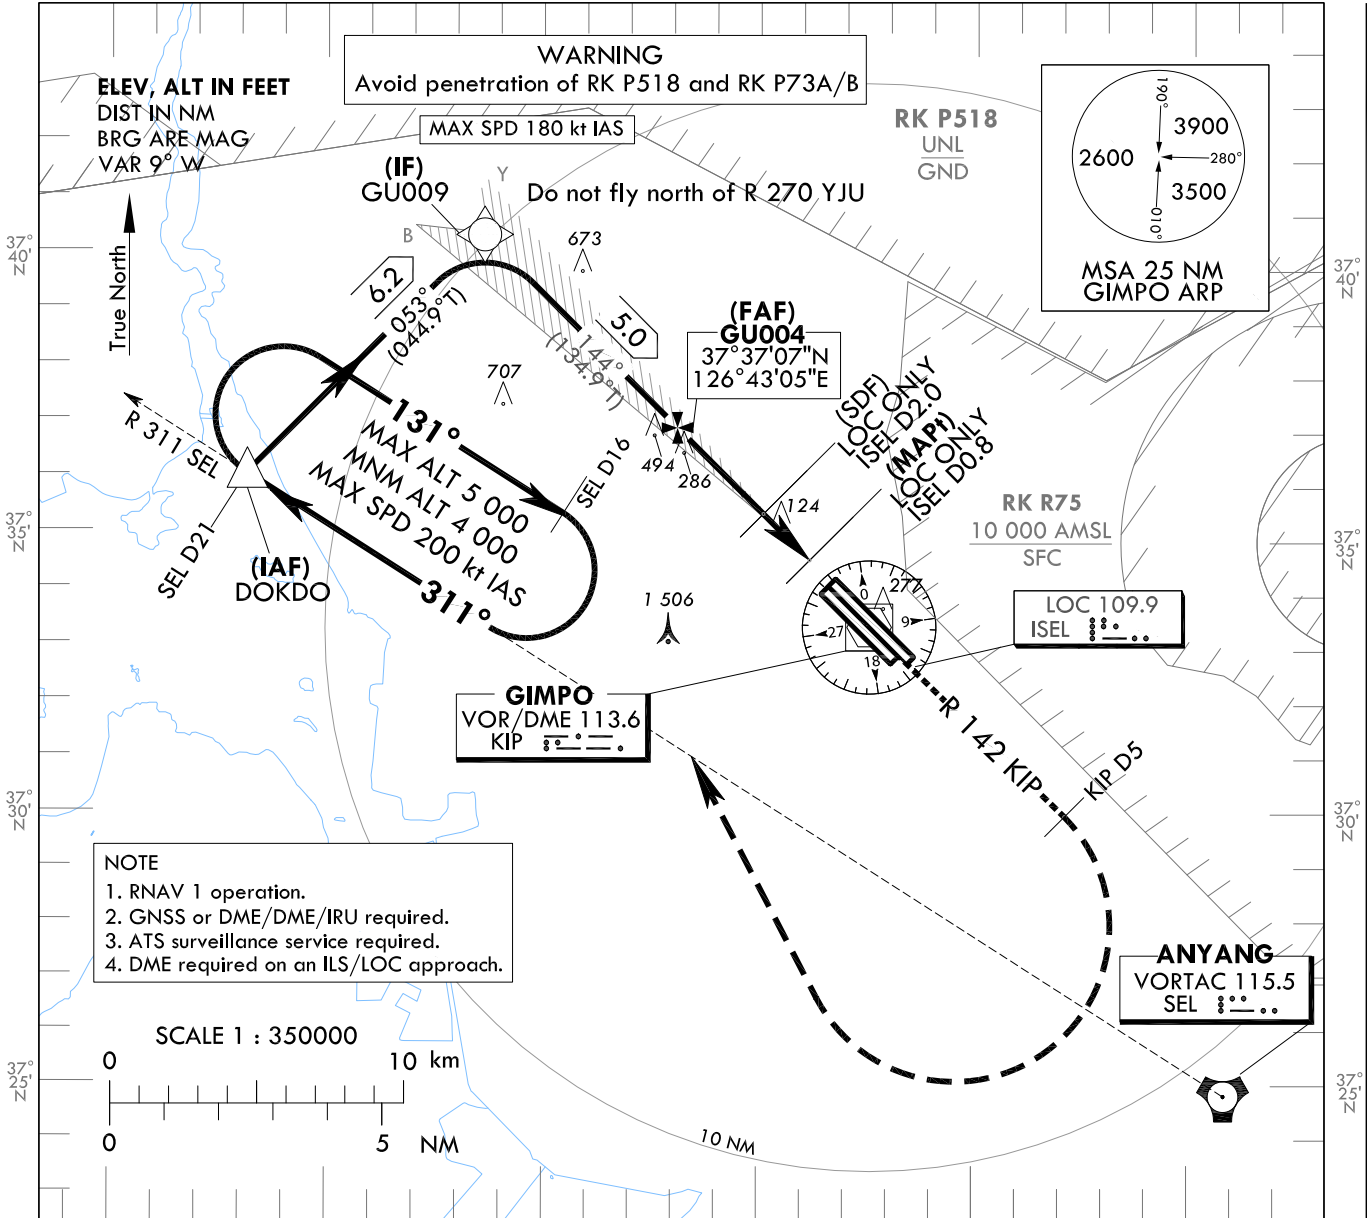 WARNING
Avoid penetration of RK P518 and RK P73A/B
ELEV, ALT IN FEET
DIST IN NM
BRG ARE MAG
VAR 9° W
MAX SPD 180 kt IAS
RK P518
UNL
GND
190°
3900
2600
280°
3500
010°
MSA 25 NM
GIMPO ARP
(IF)
GU009
Y
B
Do not fly north of R 270 YJU
True North
37°
40'
N
37°
40'
N
673
6.2
053°
(044.9°T)
5.0
144°
(134.9°T)
(FAF)
GU004
37°37'07"N
126°43'05"E
707
(SDF)
LOC ONLY
ISEL D2.0
(MAPt)
LOC ONLY
ISEL D0.8
R 311 SEL
131°
MAX ALT 5 000
MNM ALT 4 000
MAX SPD 200 kt IAS
311°
SEL D16
494
286
124
SEL D21
(IAF)
DOKDO
37°
35'
N
37°
35'
N
RK R75
10 000 AMSL
SFC
1 506
277
0
9
18
27
LOC 109.9
ISEL
GIMPO
VOR/DME 113.6
KIP
R 142 KIP
KIP D5
37°
30'
N
37°
30'
N
NOTE
1. RNAV 1 operation.
2. GNSS or DME/DME/IRU required.
3. ATS surveillance service required.
4. DME required on an ILS/LOC approach.
ANYANG
VORTAC 115.5
SEL
SCALE 1 : 350000
0
10 km
0
5
NM
37°
25'
N
37°
25'
N
10 NM